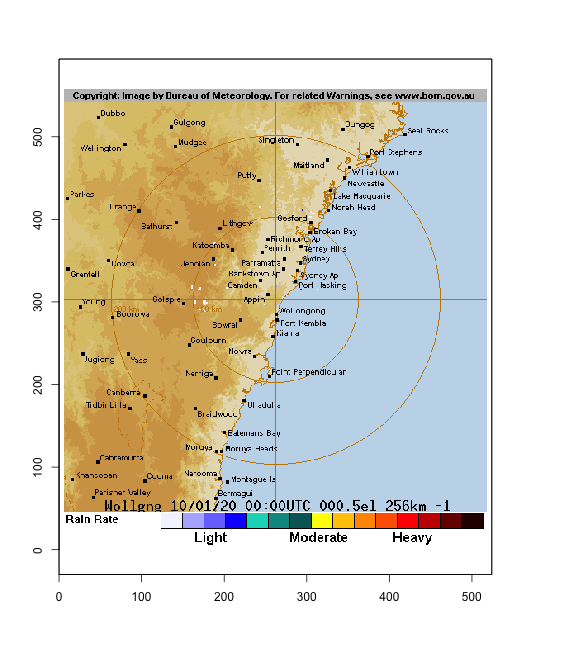 Copyright: Image by Bureau of Meteorology. For related Warnings, see www.bom.gov.au
Dubbo
Gulgong
Dungog
Seal Rocks
Wellington
Mudgee
Singleton
Port Stephens
Maitland
Williamtown
Putty
Newcastle
Parkes
Lake Macquarie
Orange
Norah Head
Bathurst
Lithgow
Gosford
Broken Bay
Katoomba
Richmond Ap
Terrey Hills
Penrith
Cowra
Jenolan
Parramatta
Sydney
Grenfell
Bankstown Ap
Sydney Ap
Camden
Port Hacking
Young
Golspie
Appin
Boorowa
Wollongong
Bowral
Port Kembla
Kiama
Goulburn
Jugiong
Yass
Nowra
Nerriga
Point Perpendicular
Canberra
Tidbinbilla
Braidwood
Ulladulla
Batemans Bay
Moruya
Moruya Heads
Cabramurra
Khancoban
Cooma
Narooma
Montague Is
Perisher Valley
Bermagui
Wollgng 10/01/20 00:00UTC 000.5el 256km -1
Rain Rate
Light Moderate Heavy
0 100 200 300 400 500
0 100 200 300 400 500